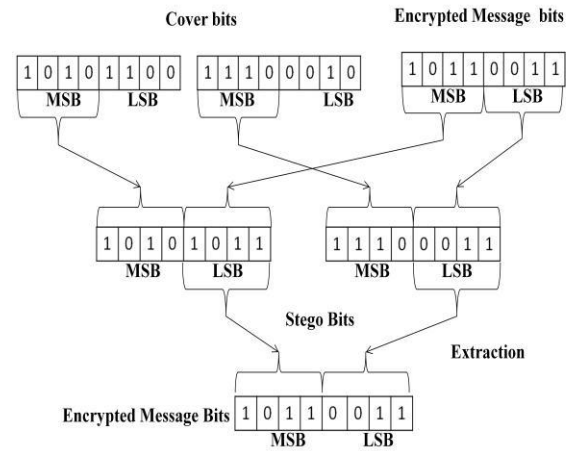 Cover bits Encrypted Message bits
1 0 1 0 1 1 0 0 1 1 1 0 0 0 1 0 1 0 1 1 0 0 1 1
MSB LSB MSB LSB MSB LSB
1 0 1 0 1 0 1 1 1 1 1 0 0 0 1 1
MSB LSB MSB LSB
Stego Bits
Extraction
Encrypted Message Bits 1 0 1 1 0 0 1 1
MSB LSB